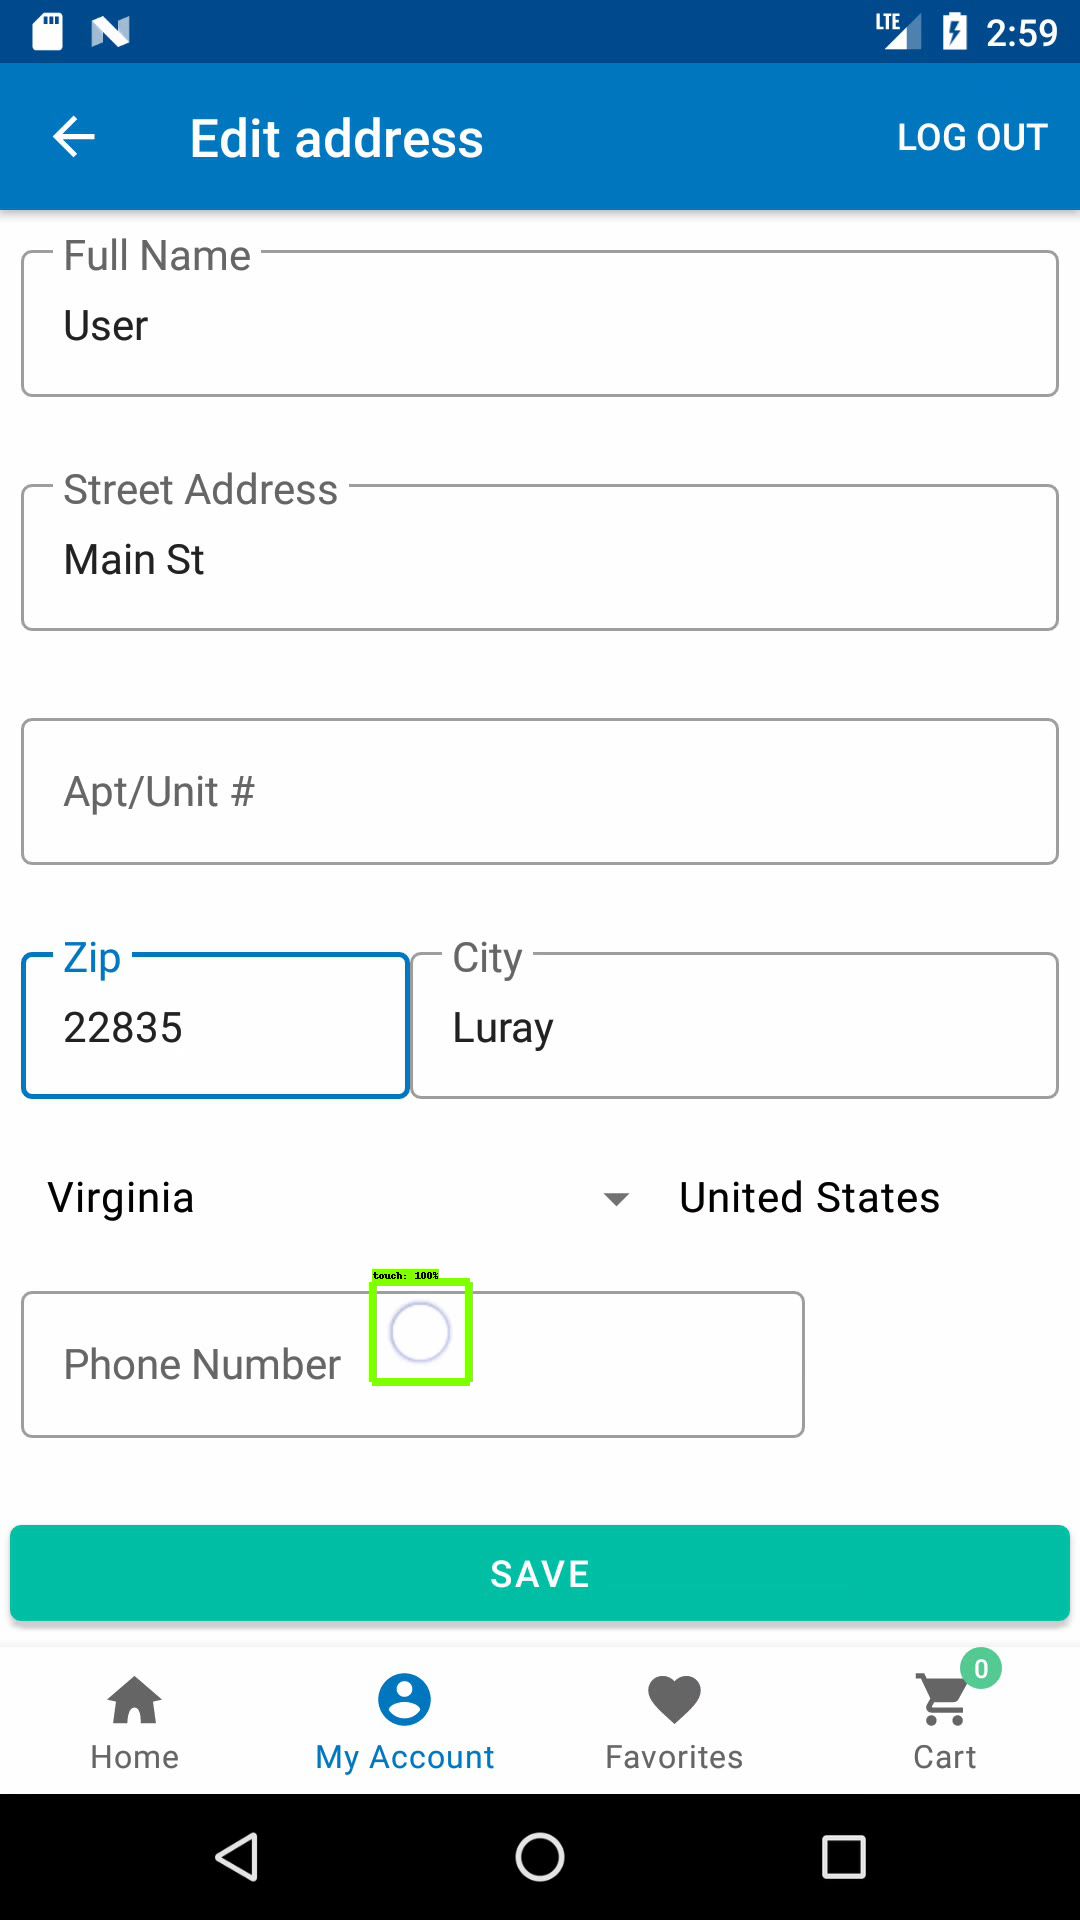 LTE 2:59
Edit address LOG OUT
Full Name
User
Street Address
Main St
Apt/Unit #
Zip City
22835 Luray
Virginia United States
touch: 100%
Phone Number
SAVE
0
Home My Account Favorites Cart